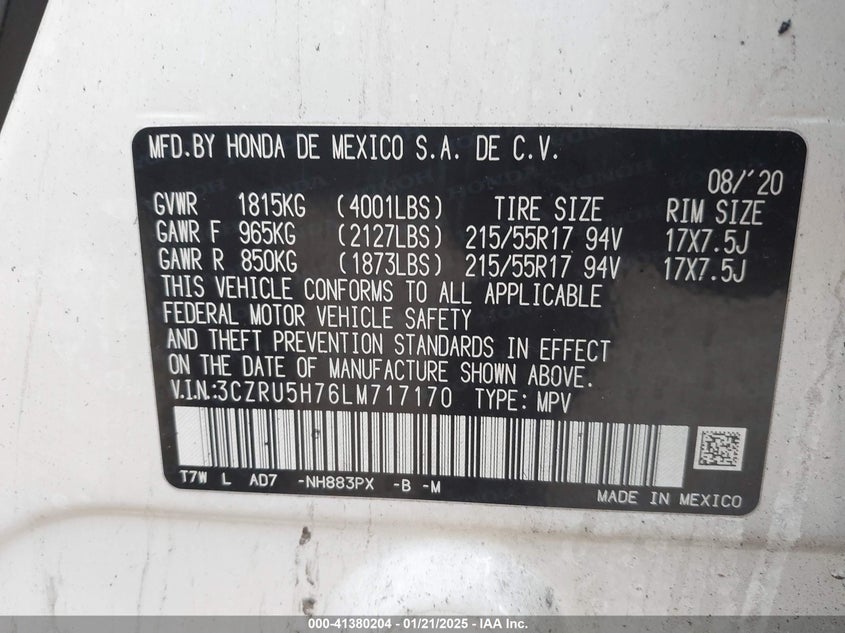 MFD.BY HONDA DE MEXICO S.A. DE C.V.
08/'20
GVWR 1815KG (4001LBS) TIRE SIZE RIM SIZE
GAWR F 965KG (2127LBS) 215/55R17 94V 17X7.5J
GAWR R 850KG (1873LBS) 215/55R17 94V 17X7.5J
THIS VEHICLE CONFORMS TO ALL APPLICABLE
FEDERAL MOTOR VEHICLE SAFETY
AND THEFT PREVENTION STANDARDS IN EFFECT
ON THE DATE OF MANUFACTURE SHOWN ABOVE.
V.I.N:3CZRU5H76LM717170 TYPE: MPV
T7W L AD7 -NH883PX -B -M
MADE IN MEXICO
000-41380204 - 01/21/2025 - IAA Inc.